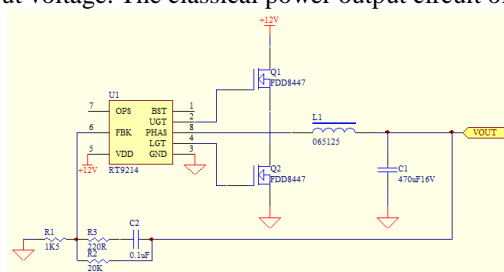 ut voltage. The classical power output circuit o
+12V
Q1
FDD8447
U1
7 OPS BST 1
UGT 2
6 FBK PHAS 8
LGT 4
5 VDD GND 3
+12V RT9214
L1
065125
VOUT
Q2
FDD8447
C1
470uF16V
R1
1K5
R3
220R
C2
0.1uF
R2
20K